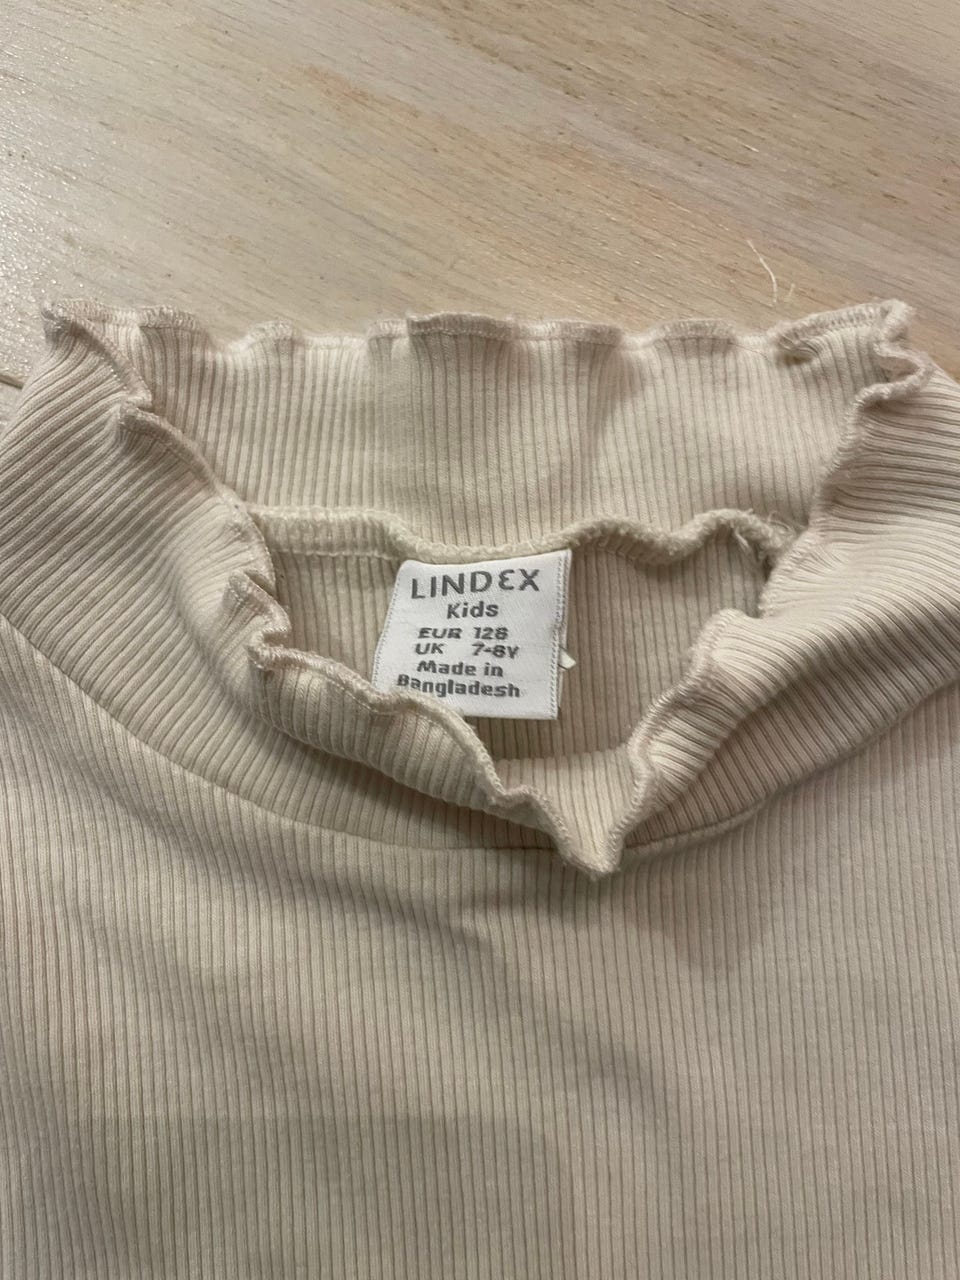 LINDEX
Kids
EUR 128
UK 7-8Y
Made in
Bangladesh